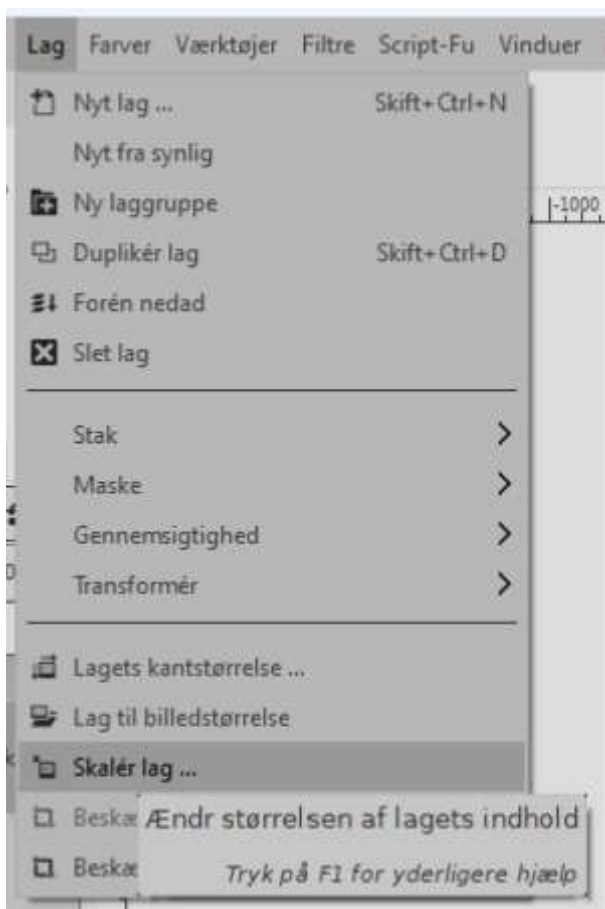 Lag Farver Værktøjer Filtre Script-Fu Vinduer
Nyt lag ... Skift+Ctrl+N
Nyt fra synlig
Ny laggruppe
-1000
Duplikér lag Skift+Ctrl+D
Forén nedad
Slet lag
Stak
Maske
Gennemsigtighed
Transformér
Lagets kantstørrelse ...
Lag til billedstørrelse
Skalér lag ...
Ændr størrelsen af lagets indhold
Tryk på F1 for yderligere hjælp